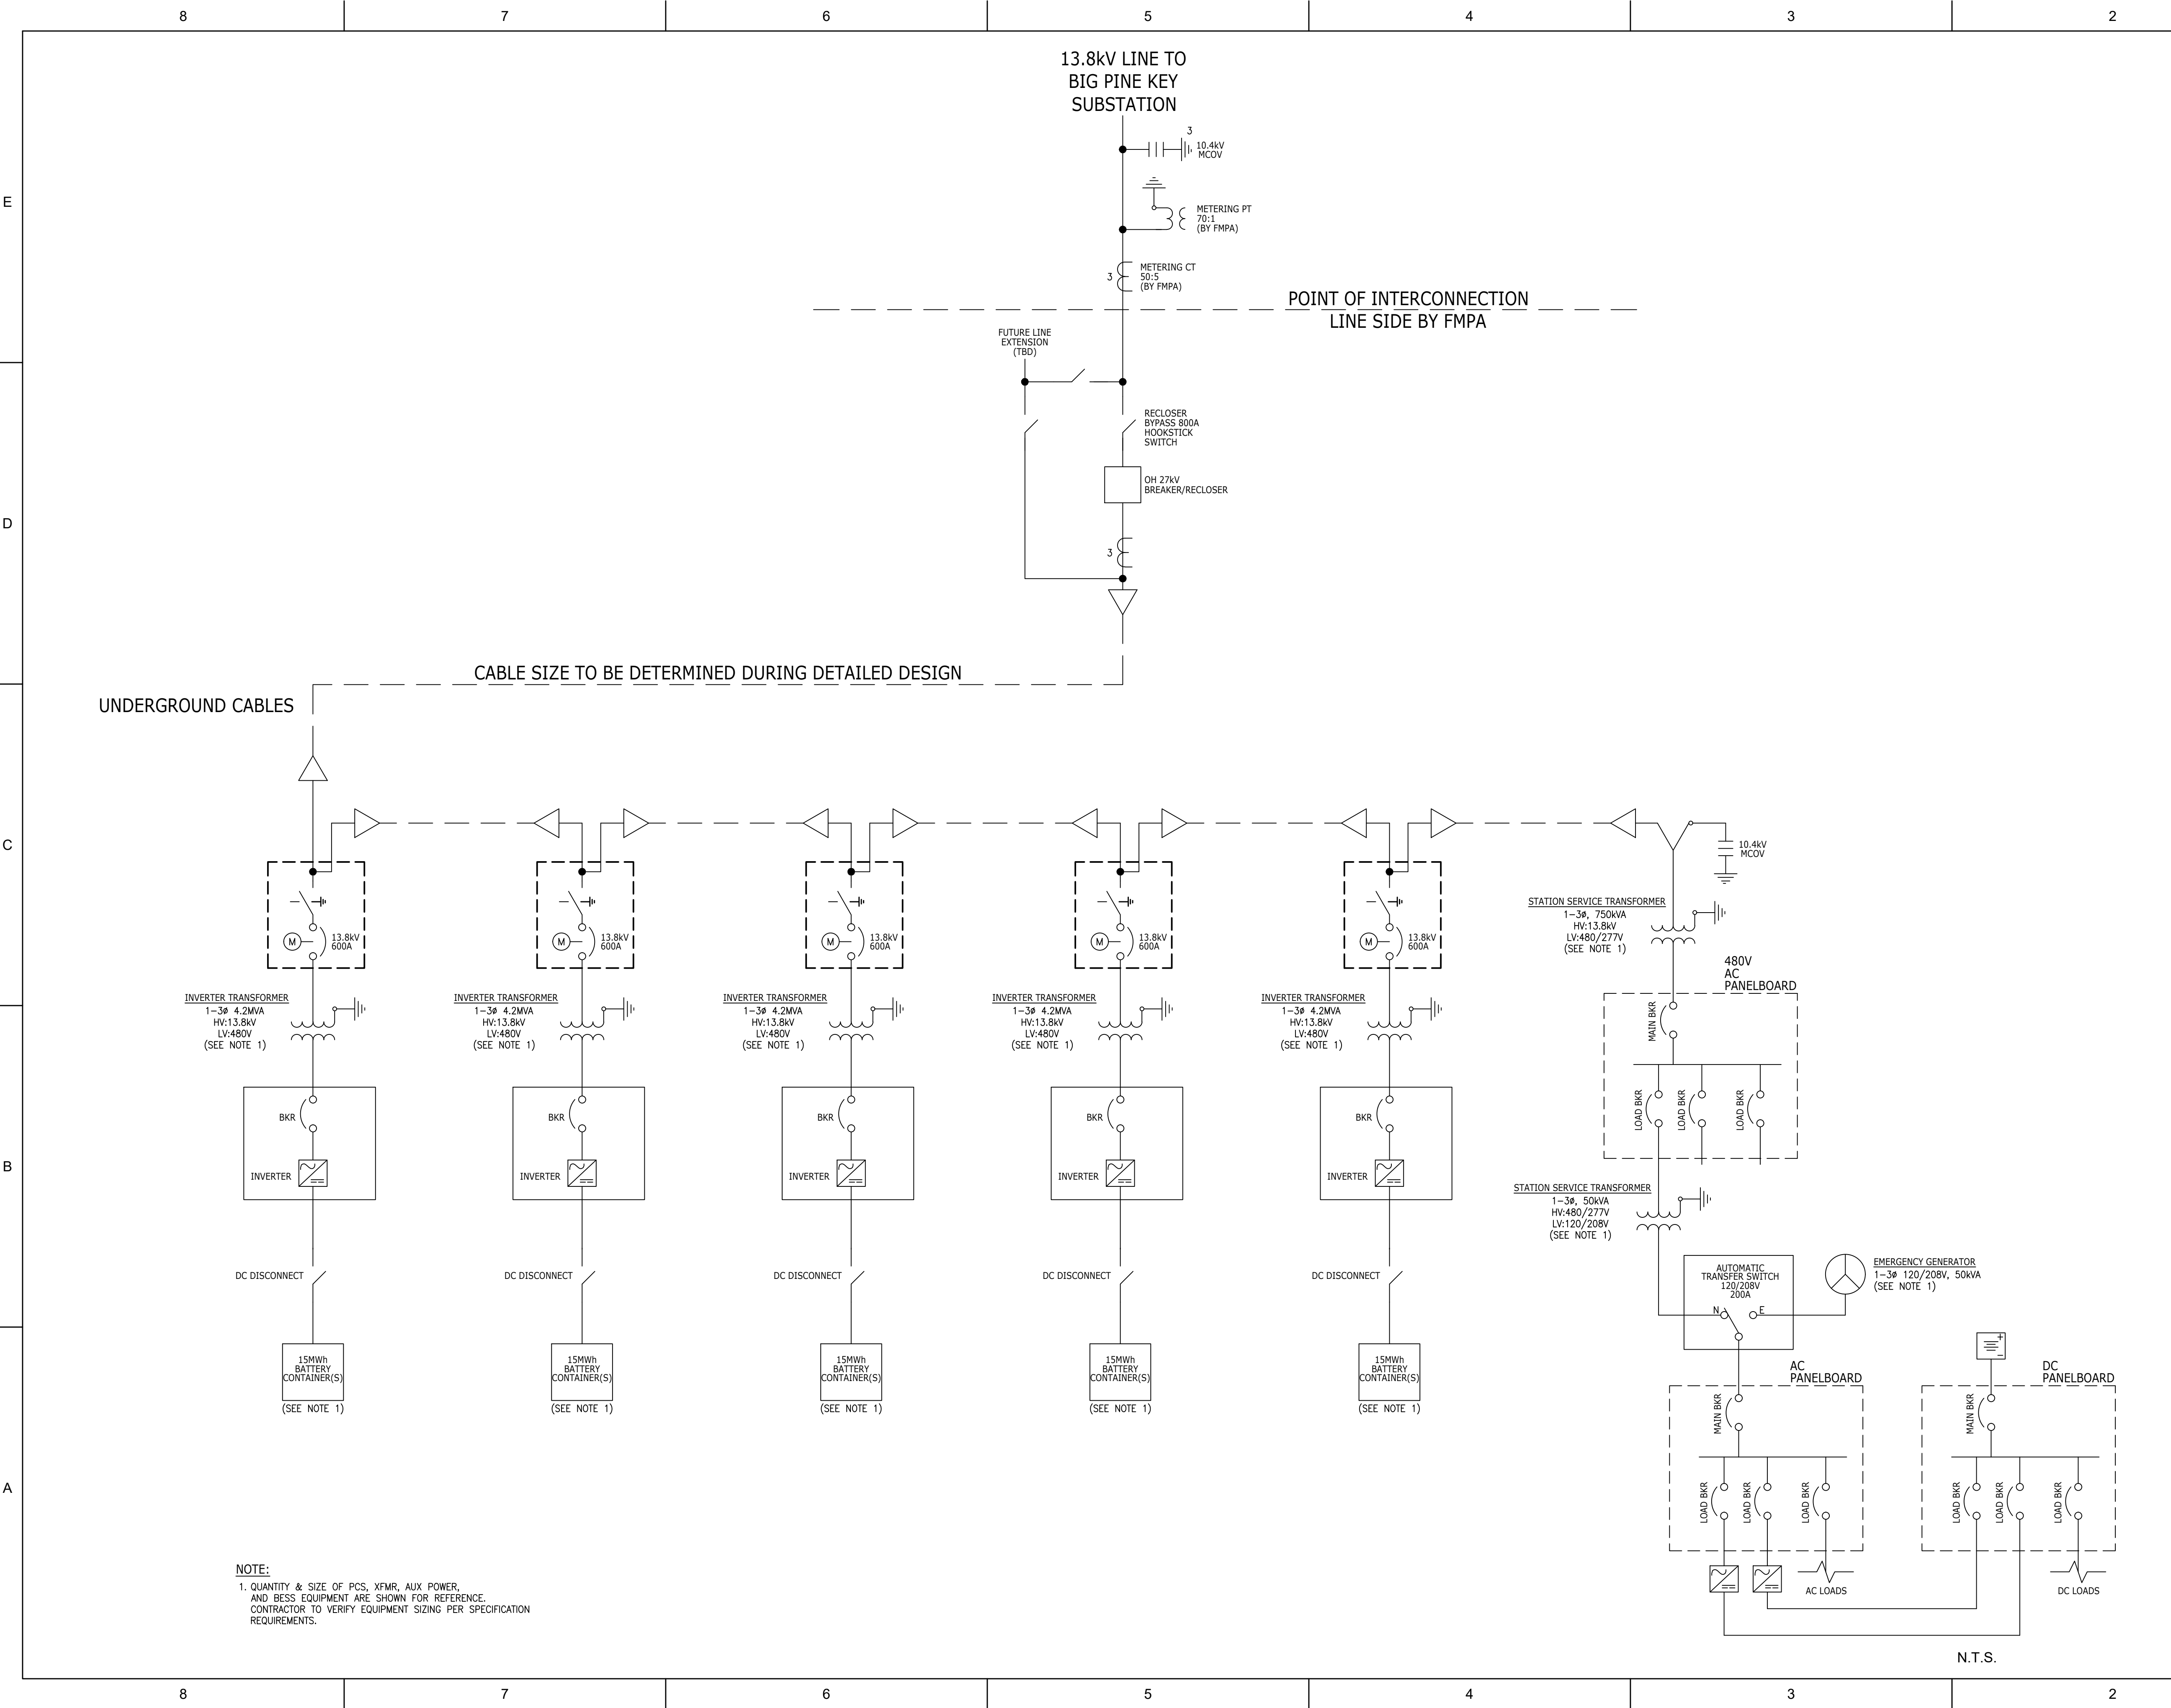 8 7 6 5 4 3 2
13.8kV LINE TO
BIG PINE KEY
SUBSTATION
3
10.4kV
MCOV
E
METERING PT
70:1
(BY FMPA)
3
METERING CT
50:5
(BY FMPA)
POINT OF INTERCONNECTION
LINE SIDE BY FMPA
FUTURE LINE
EXTENSION
(TBD)
RECLOSER
BYPASS 800A
HOOKSTICK
SWITCH
OH 27kV
BREAKER/RECLOSER
D
3
CABLE SIZE TO BE DETERMINED DURING DETAILED DESIGN
UNDERGROUND CABLES
C
10.4kV
MCOV
M
13.8kV
600A
M
13.8kV
600A
M
13.8kV
600A
M
13.8kV
600A
M
13.8kV
600A
STATION SERVICE TRANSFORMER
1-3ø, 750kVA
HV:13.8kV
LV:480/277V
(SEE NOTE 1)
480V
AC
PANELBOARD
MAIN BKR
LOAD BKR
LOAD BKR
LOAD BKR
INVERTER TRANSFORMER
1-3ø 4.2MVA
HV:13.8kV
LV:480V
(SEE NOTE 1)
INVERTER TRANSFORMER
1-3ø 4.2MVA
HV:13.8kV
LV:480V
(SEE NOTE 1)
INVERTER TRANSFORMER
1-3ø 4.2MVA
HV:13.8kV
LV:480V
(SEE NOTE 1)
INVERTER TRANSFORMER
1-3ø 4.2MVA
HV:13.8kV
LV:480V
(SEE NOTE 1)
INVERTER TRANSFORMER
1-3ø 4.2MVA
HV:13.8kV
LV:480V
(SEE NOTE 1)
B
BKR
INVERTER
BKR
INVERTER
BKR
INVERTER
BKR
INVERTER
BKR
INVERTER
STATION SERVICE TRANSFORMER
1-3ø, 50kVA
HV:480/277V
LV:120/208V
(SEE NOTE 1)
DC DISCONNECT
DC DISCONNECT
DC DISCONNECT
DC DISCONNECT
DC DISCONNECT
AUTOMATIC
TRANSFER SWITCH
120/208V
200A
N E
EMERGENCY GENERATOR
1-3ø 120/208V, 50kVA
(SEE NOTE 1)
15MWh
BATTERY
CONTAINER(S)
(SEE NOTE 1)
15MWh
BATTERY
CONTAINER(S)
(SEE NOTE 1)
15MWh
BATTERY
CONTAINER(S)
(SEE NOTE 1)
15MWh
BATTERY
CONTAINER(S)
(SEE NOTE 1)
15MWh
BATTERY
CONTAINER(S)
(SEE NOTE 1)
AC
PANELBOARD
MAIN BKR
LOAD BKR
LOAD BKR
LOAD BKR
AC LOADS
+
-
DC
PANELBOARD
MAIN BKR
LOAD BKR
LOAD BKR
LOAD BKR
DC LOADS
A
NOTE:
1. QUANTITY & SIZE OF PCS, XFMR, AUX POWER,
AND BESS EQUIPMENT ARE SHOWN FOR REFERENCE.
CONTRACTOR TO VERIFY EQUIPMENT SIZING PER SPECIFICATION
REQUIREMENTS.
N.T.S.
8 7 6 5 4 3 2